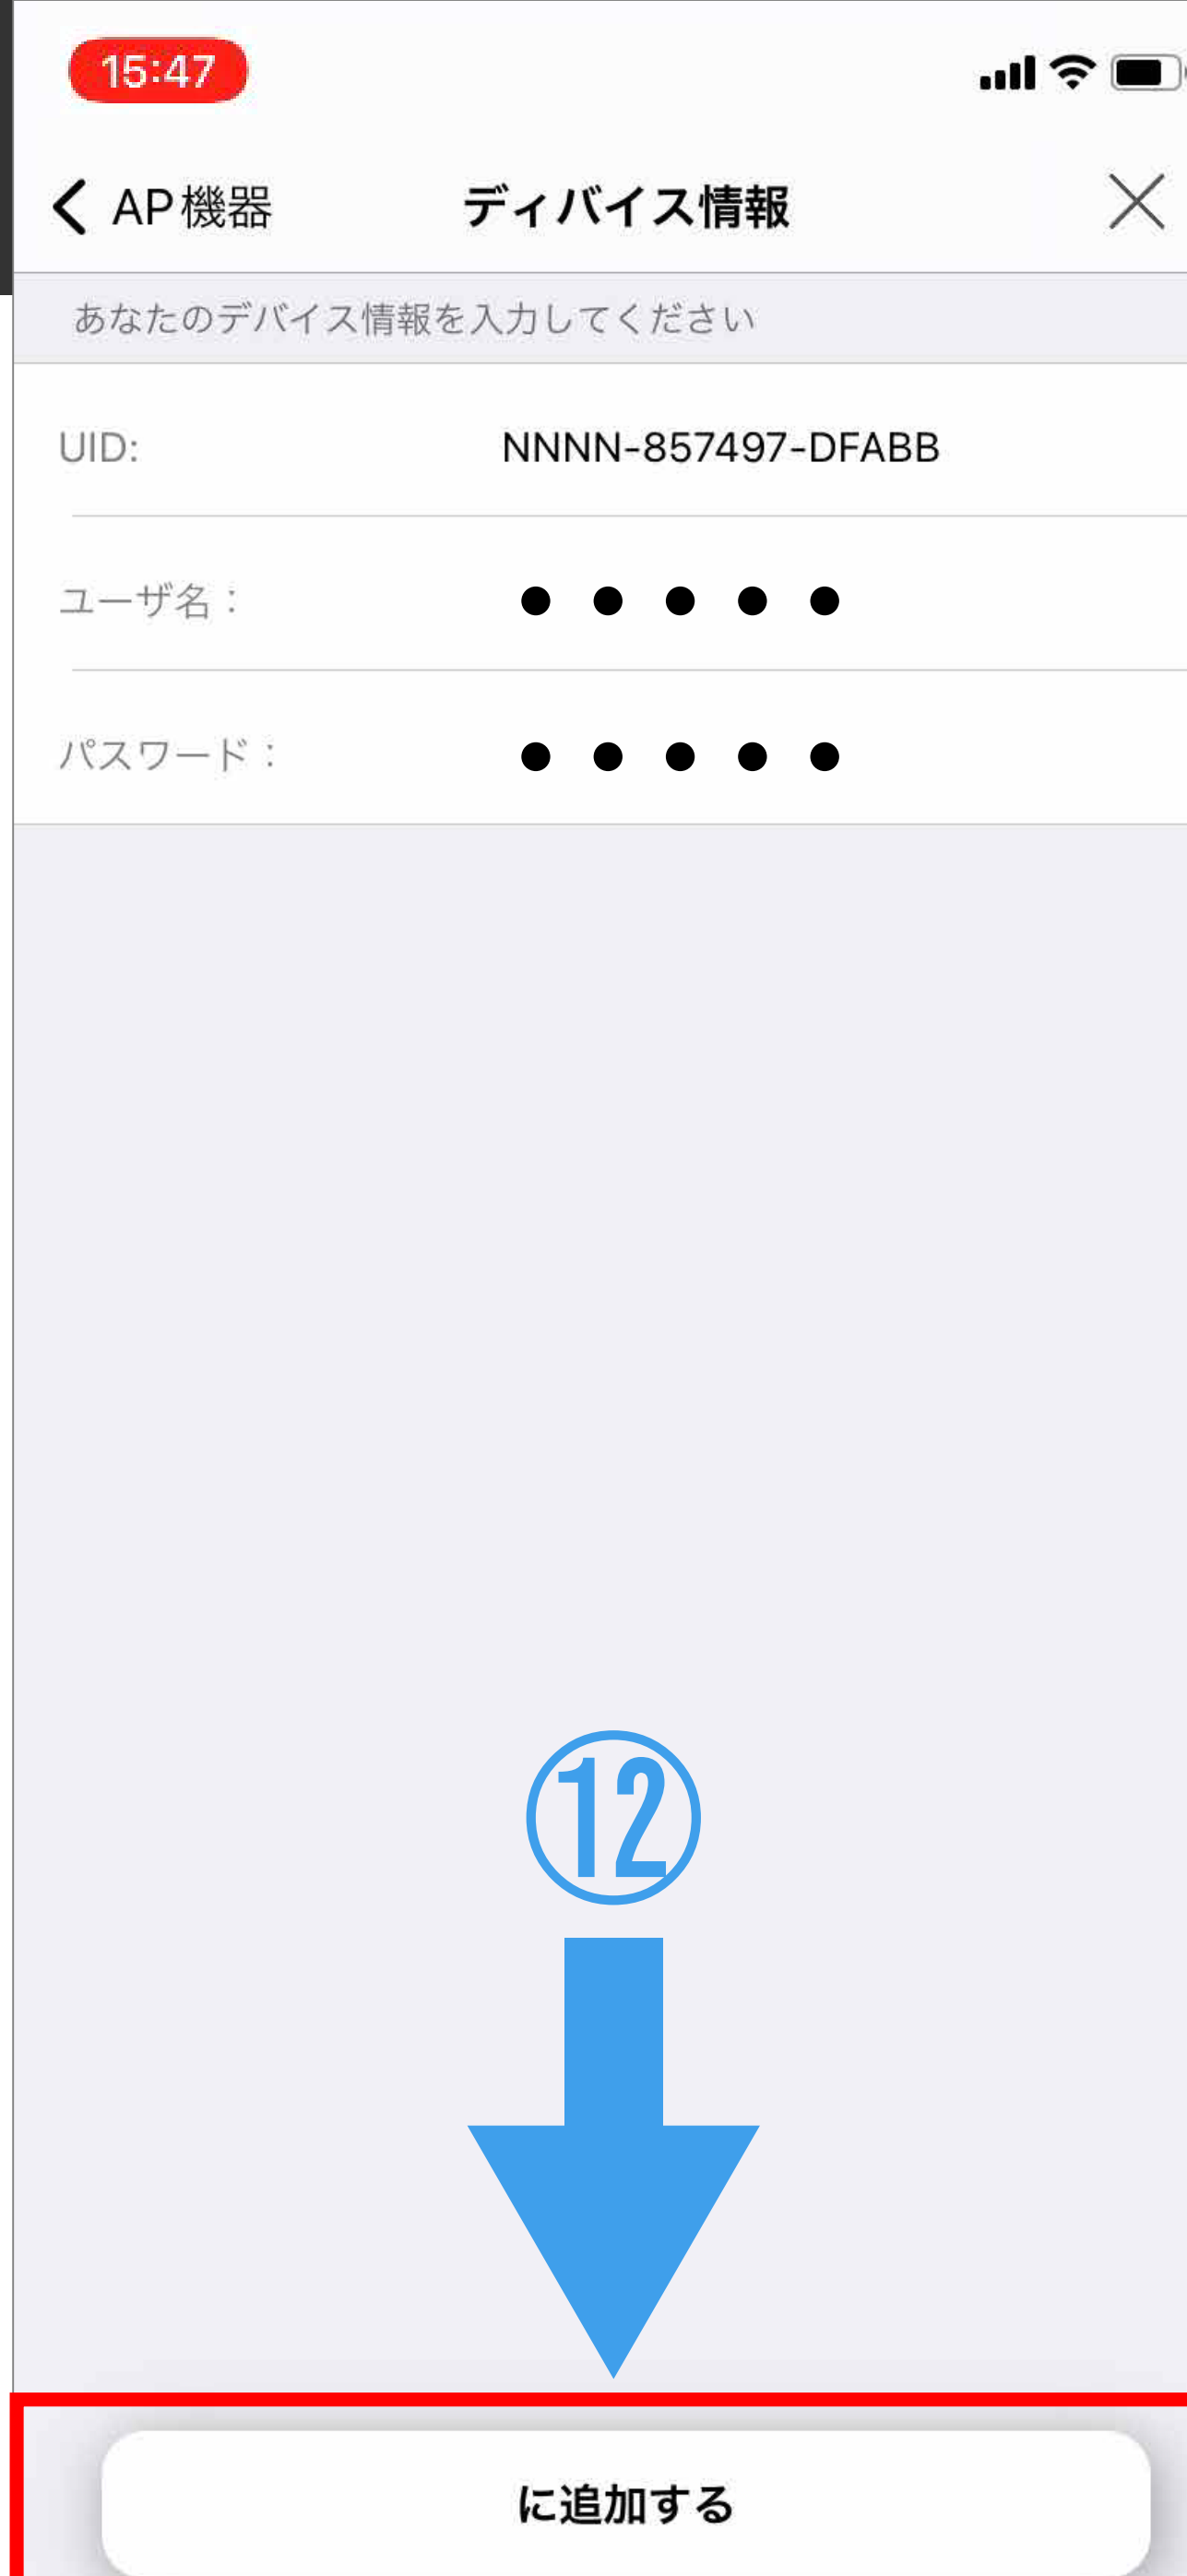 15:47
AP機器
ディバイス情報
あなたのデバイス情報を入力してください
UID:
NNNN-857497-DFABB
ユーザ名：
● ● ● ● ●
パスワード：
● ● ● ● ●
⑫
に追加する